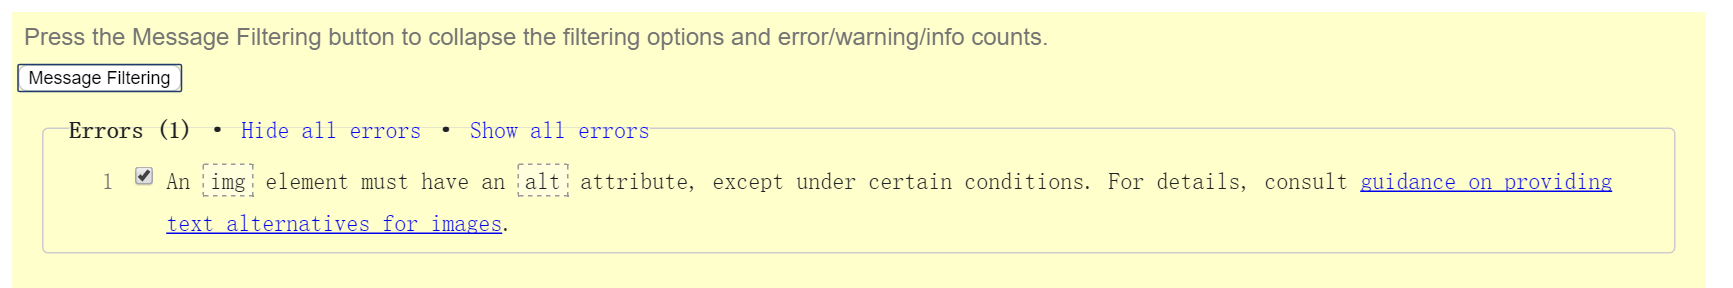 Press the Message Filtering button to collapse the filtering options and error/warning/info counts.
Message Filtering
Errors (1) • Hide all errors • Show all errors
1 An img element must have an alt attribute, except under certain conditions. For details, consult guidance on providing
text alternatives for images.